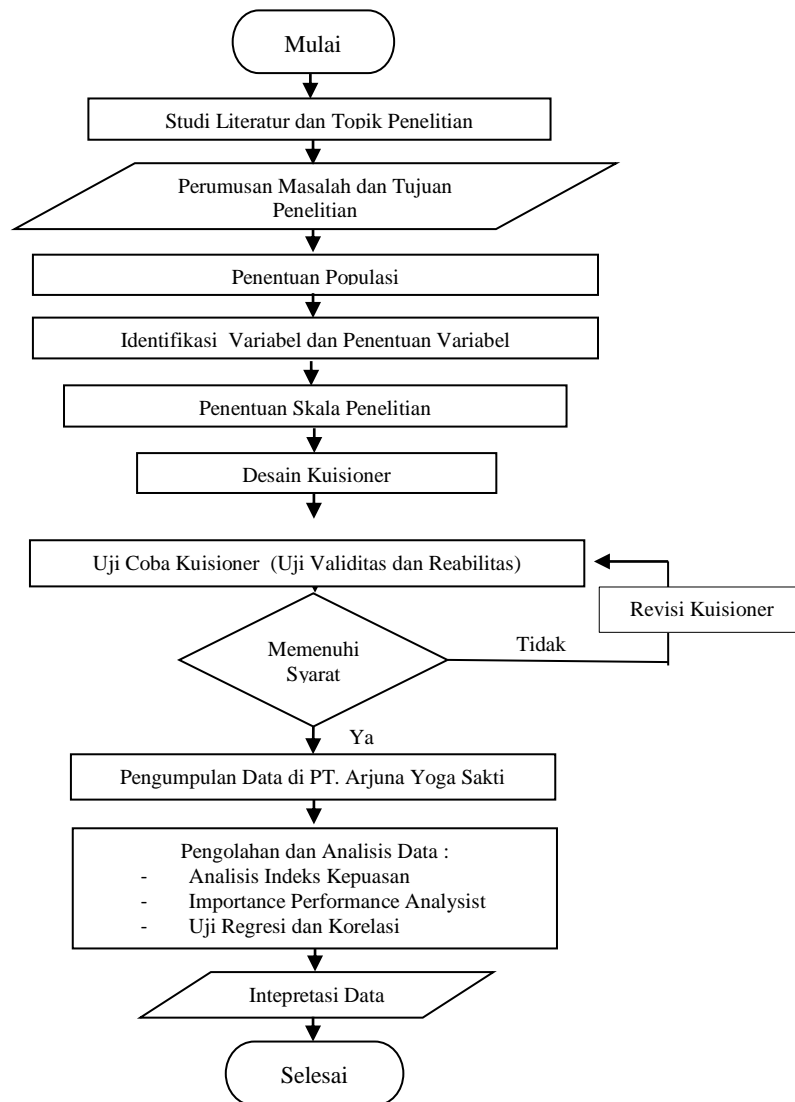 Mulai
Studi Literatur dan Topik Penelitian
Perumusan Masalah dan Tujuan
Penelitian
Penentuan Populasi
Identifikasi Variabel dan Penentuan Variabel
Penentuan Skala Penelitian
Desain Kuisioner
Uji Coba Kuisioner (Uji Validitas dan Reabilitas)
Revisi Kuisioner
Memenuhi
Syarat
Tidak
Ya
Pengumpulan Data di PT. Arjuna Yoga Sakti
Pengolahan dan Analisis Data :
- Analisis Indeks Kepuasan
- Importance Performance Analysist
- Uji Regresi dan Korelasi
Intepretasi Data
Selesai